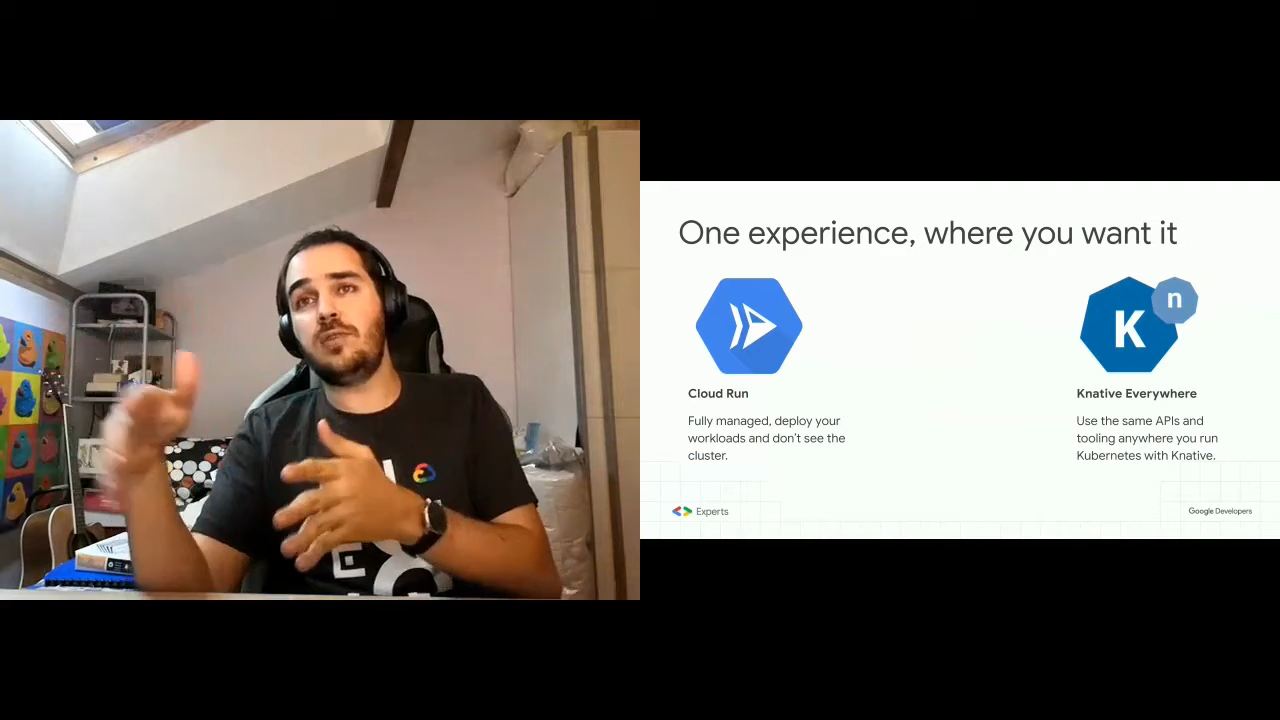 One experience, where you want it
K
n
Cloud Run
Fully managed, deploy your
workloads and don't see the
cluster.
Knative Everywhere
Use the same APIs and
tooling anywhere you run
Kubernetes with Knative.
Experts
Google Developers